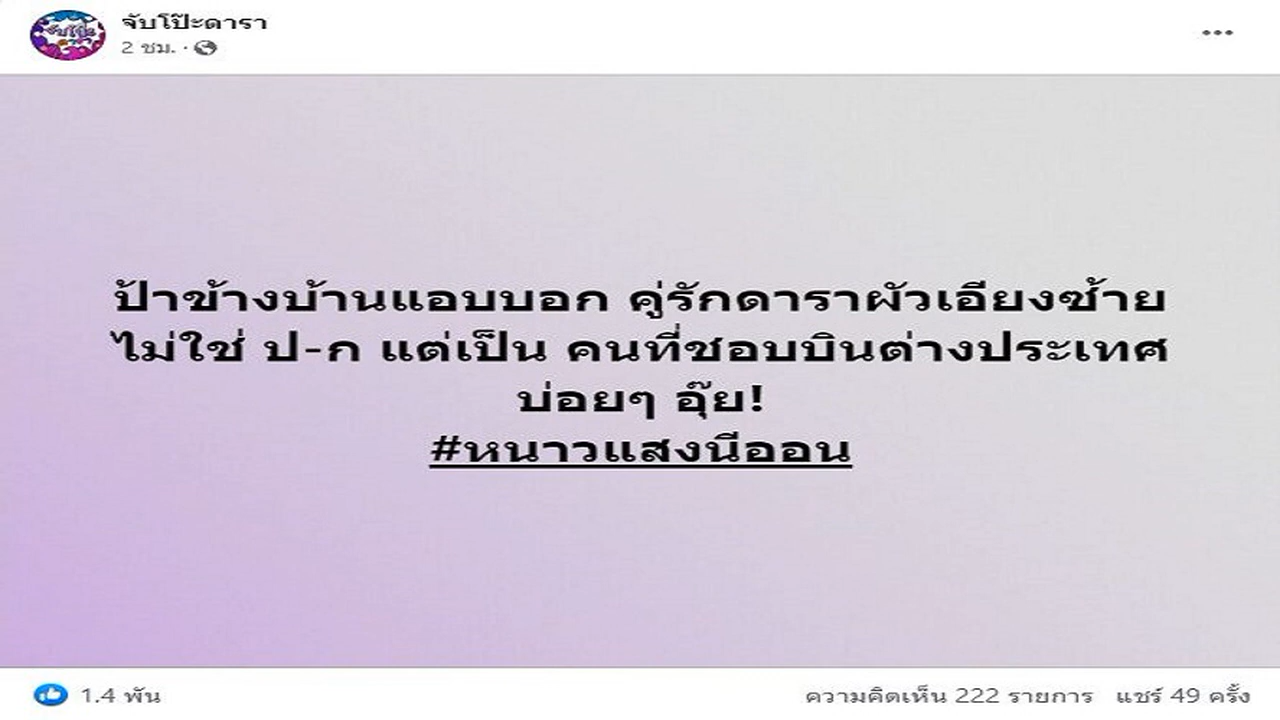 จับโป๊ะดารา
2 ชม. ·
ป้าข้างบ้านแอบบอก คู่รักดาราผัวเอียงซ้าย
ไม่ใช่ ป-ก แต่เป็น คนที่ชอบบินต่างประเทศ
บ่อยๆ อุ๊ย!
#หนาวแสงนีออน
1.4 พัน
ความคิดเห็น 222 รายการ แชร์ 49 ครั้ง